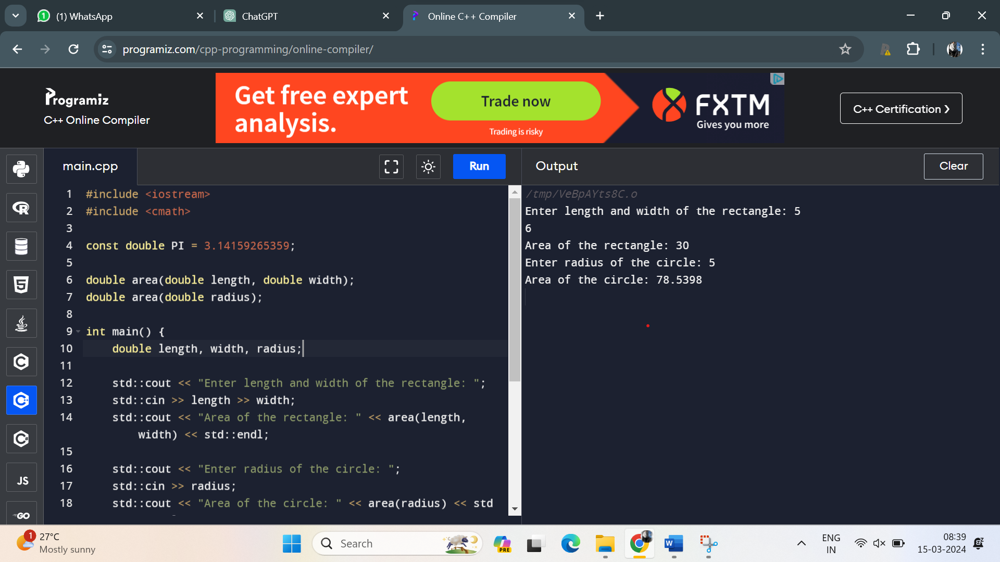 (1) WhatsApp
ChatGPT
Online C++ Compiler
programiz.com/cpp-programming/online-compiler/
Programiz
C++ Online Compiler
Get free expert
analysis.
Trade now
Trading is risky
FXTM
Gives you more
C++ Certification ❯
main.cpp
Run
Output
Clear
1 #include <iostream>
2 #include <cmath>
3
4 const double PI = 3.14159265359;
5
6 double area(double length, double width);
7 double area(double radius);
8
9 int main() {
10 double length, width, radius;
11
12 std::cout << "Enter length and width of the rectangle: ";
13 std::cin >> length >> width;
14 std::cout << "Area of the rectangle: " << area(length,
width) << std::endl;
15
16 std::cout << "Enter radius of the circle: ";
17 std::cin >> radius;
18 std::cout << "Area of the circle: " << area(radius) << std
/tmp/VeBpAYts8C.o
Enter length and width of the rectangle: 5
6
Area of the rectangle: 30
Enter radius of the circle: 5
Area of the circle: 78.5398
JS
GO
1
27°C
Mostly sunny
Search
PRE
ENG
IN
08:39
15-03-2024